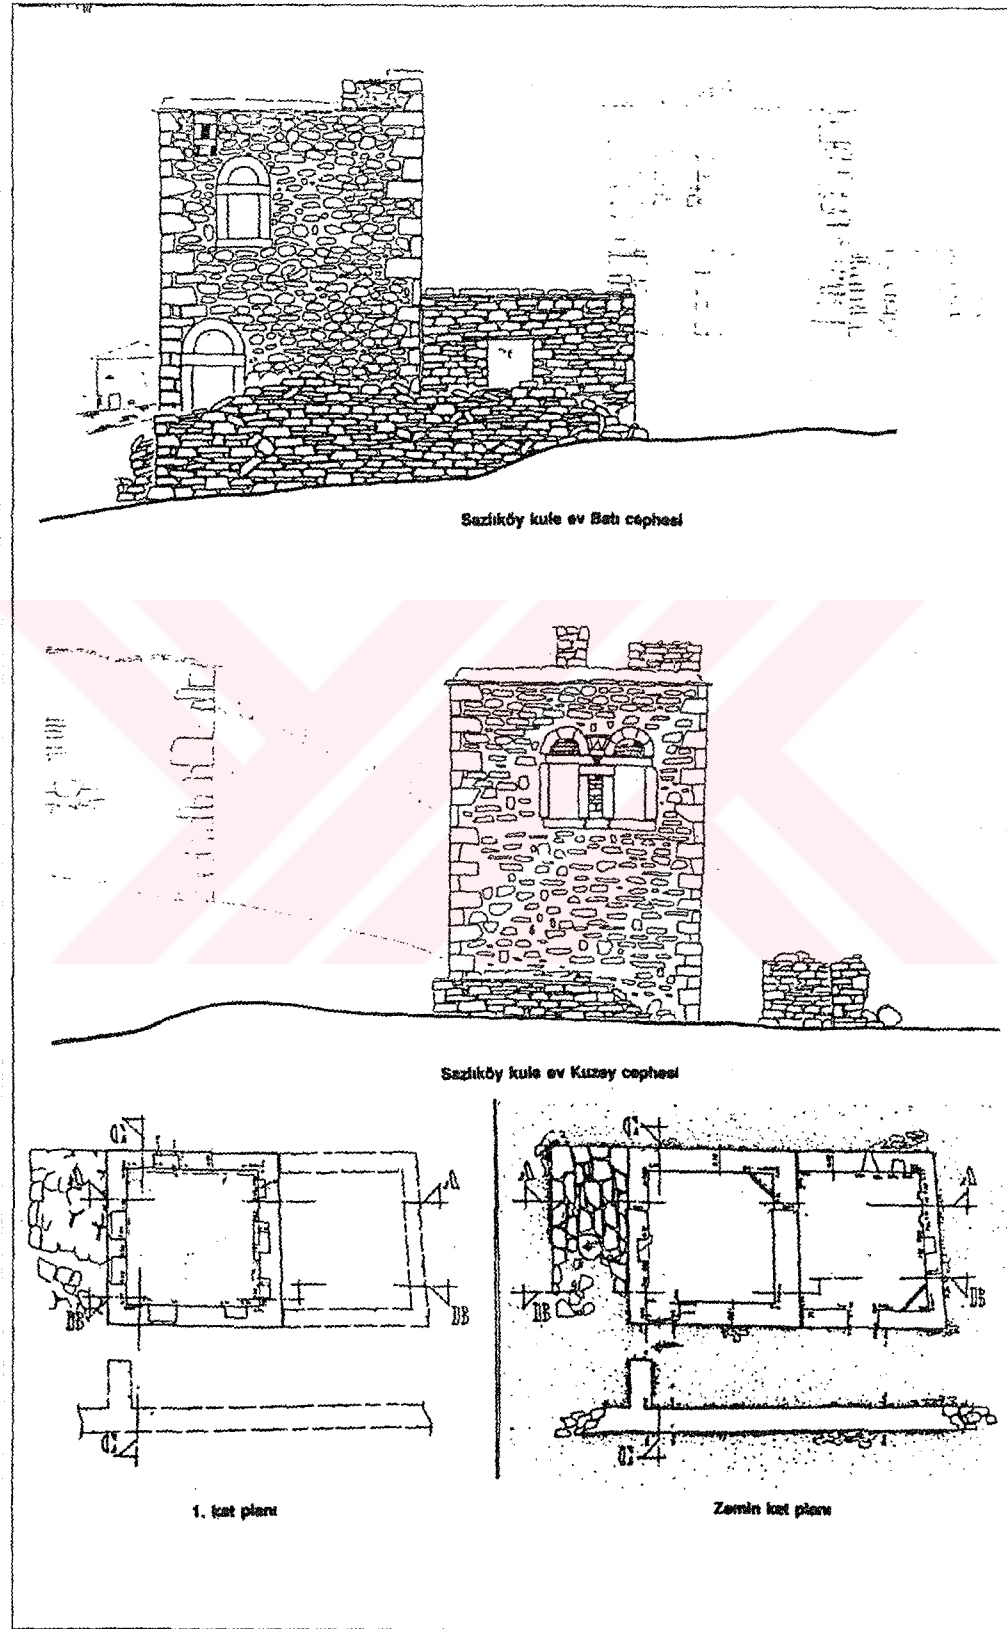 Sazlıköy kule ev Batı cephesi
Sazlıköy kule ev Kuzey cephesi
A A
B B
1. kat planı
A A
B B
Zemin kat planı